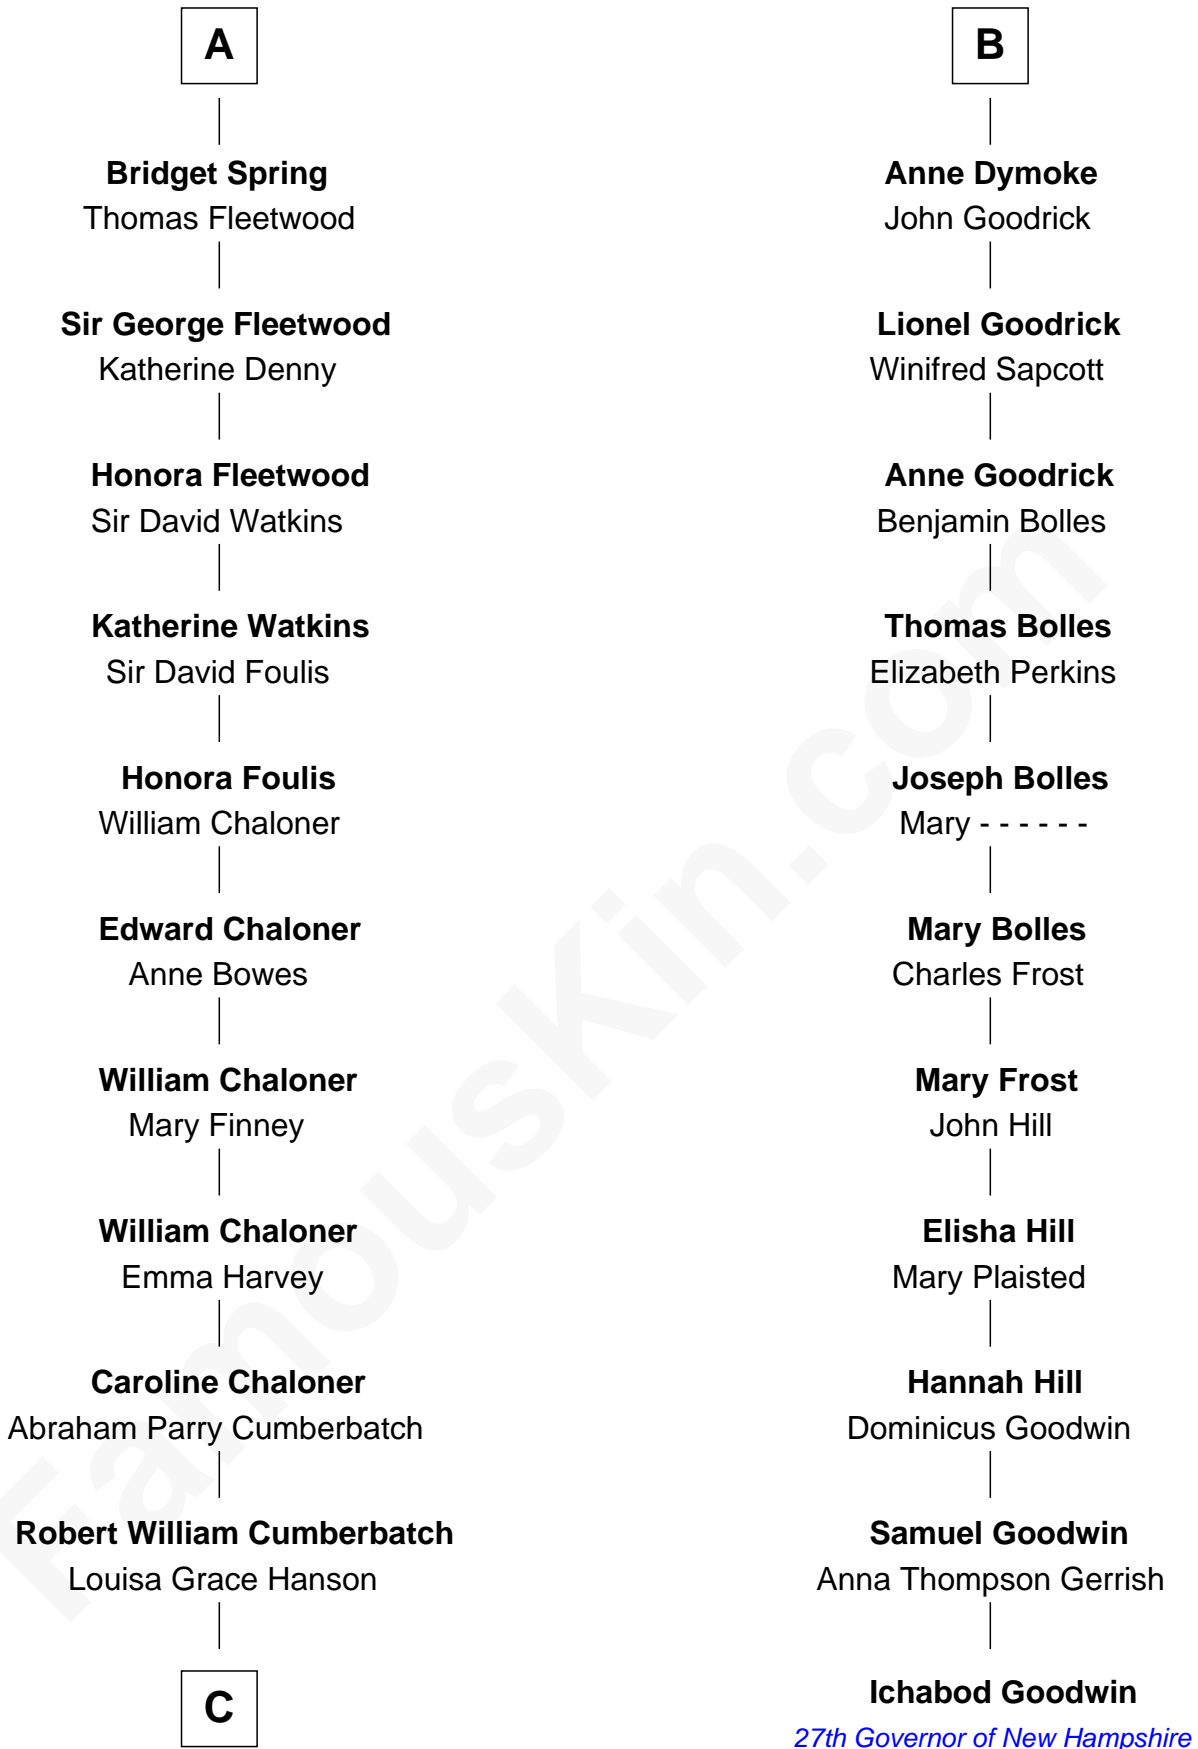 A
Bridget Spring
Thomas Fleetwood
Sir George Fleetwood
Katherine Denny
Honora Fleetwood
Sir David Watkins
Katherine Watkins
Sir David Foulis
Honora Foulis
William Chaloner
Edward Chaloner
Anne Bowes
William Chaloner
Mary Finney
William Chaloner
Emma Harvey
Caroline Chaloner
Abraham Parry Cumberbatch
Robert William Cumberbatch
Louisa Grace Hanson
C
B
Anne Dymoke
John Goodrick
Lionel Goodrick
Winifred Sapcott
Anne Goodrick
Benjamin Bolles
Thomas Bolles
Elizabeth Perkins
Joseph Bolles
Mary - - - - - -
Mary Bolles
Charles Frost
Mary Frost
John Hill
Elisha Hill
Mary Plaisted
Hannah Hill
Dominicus Goodwin
Samuel Goodwin
Anna Thompson Gerrish
Ichabod Goodwin
27th Governor of New Hampshire
FamousKin.com